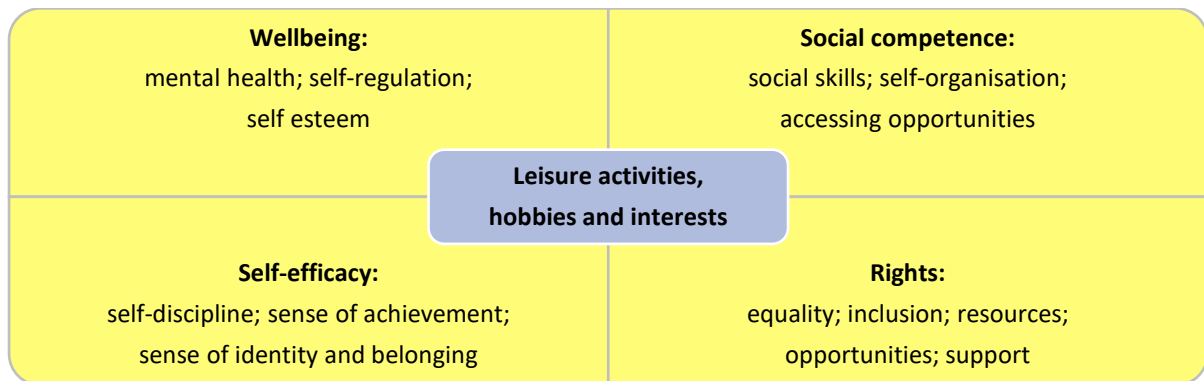 Wellbeing:
mental health; self-regulation;
self esteem
Social competence:
social skills; self-organisation;
accessing opportunities
Leisure activities,
hobbies and interests
Self-efficacy:
self-discipline; sense of achievement;
sense of identity and belonging
Rights:
equality; inclusion; resources;
opportunities; support